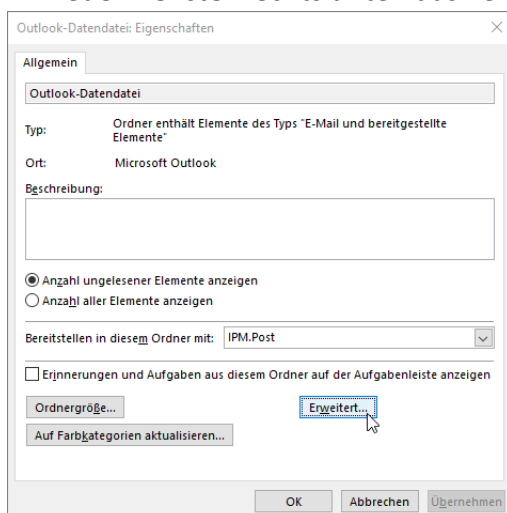 Outlook-Datendatei: Eigenschaften
Allgemein
Outlook-Datendatei
Typ: Ordner enthält Elemente des Typs "E-Mail und bereitgestellte
Elemente"
Ort: Microsoft Outlook
Beschreibung:
Anzahl ungelesener Elemente anzeigen
Anzahl aller Elemente anzeigen
Bereitstellen in diesem Ordner mit: IPM.Post
Erinnerungen und Aufgaben aus diesem Ordner auf der Aufgabenleiste anzeigen
Ordnergröße... Erweitert...
Auf Farbkategorien aktualisieren...
OK Abbrechen Übernehmen